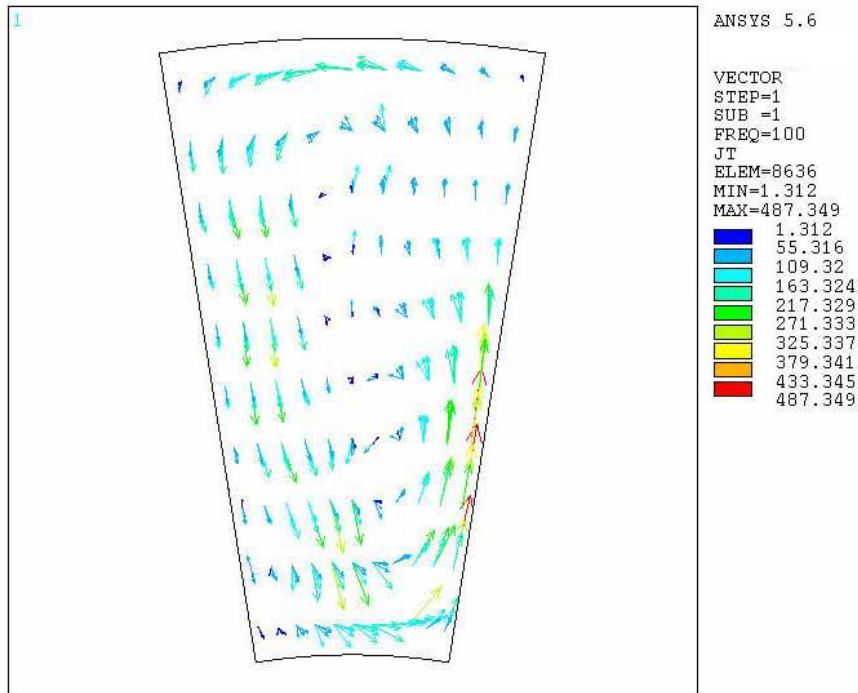 1
ANSYS 5.6
VECTOR
STEP=1
SUB =1
FREQ=100
JT
ELEM=8636
MIN=1.312
MAX=487.349
1.312
55.316
109.32
163.324
217.329
271.333
325.337
379.341
433.345
487.349